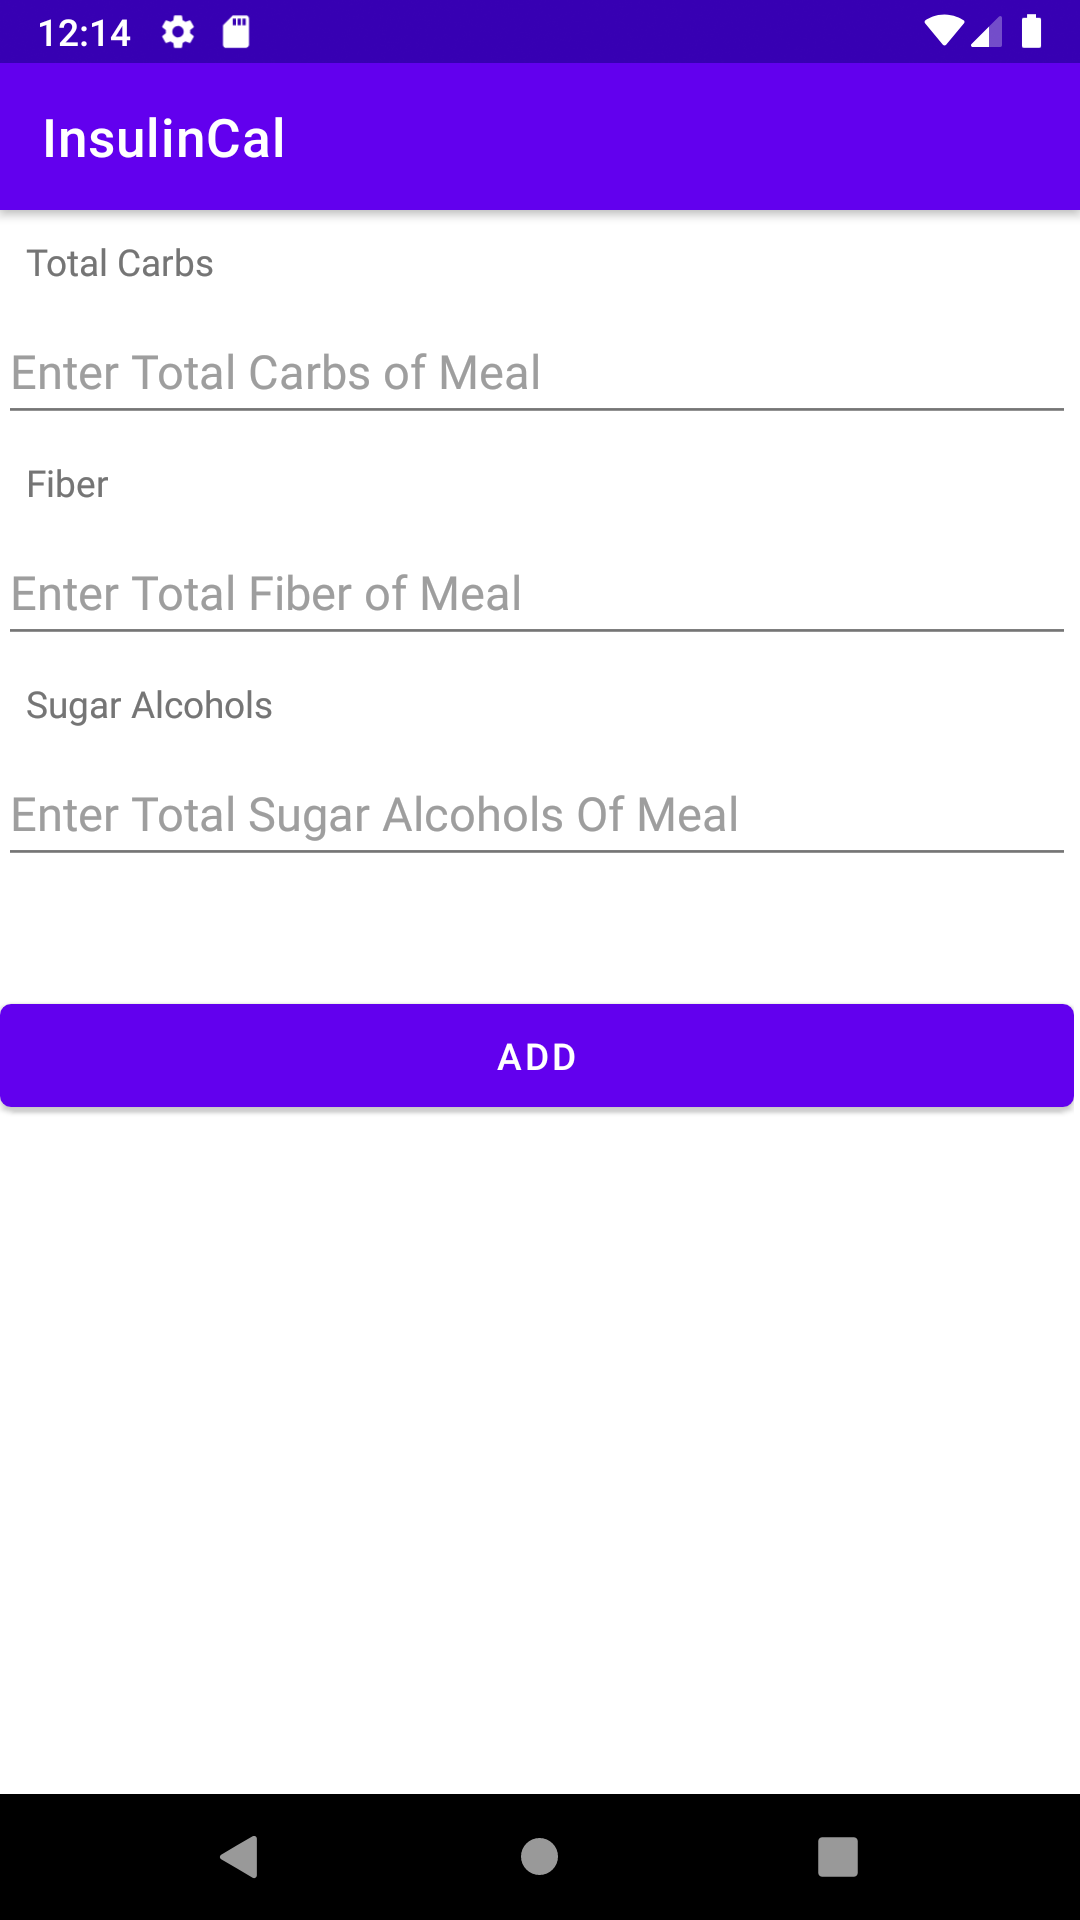 12:14
InsulinCal
Total Carbs
Enter Total Carbs of Meal
Fiber
Enter Total Fiber of Meal
Sugar Alcohols
Enter Total Sugar Alcohols Of Meal
ADD